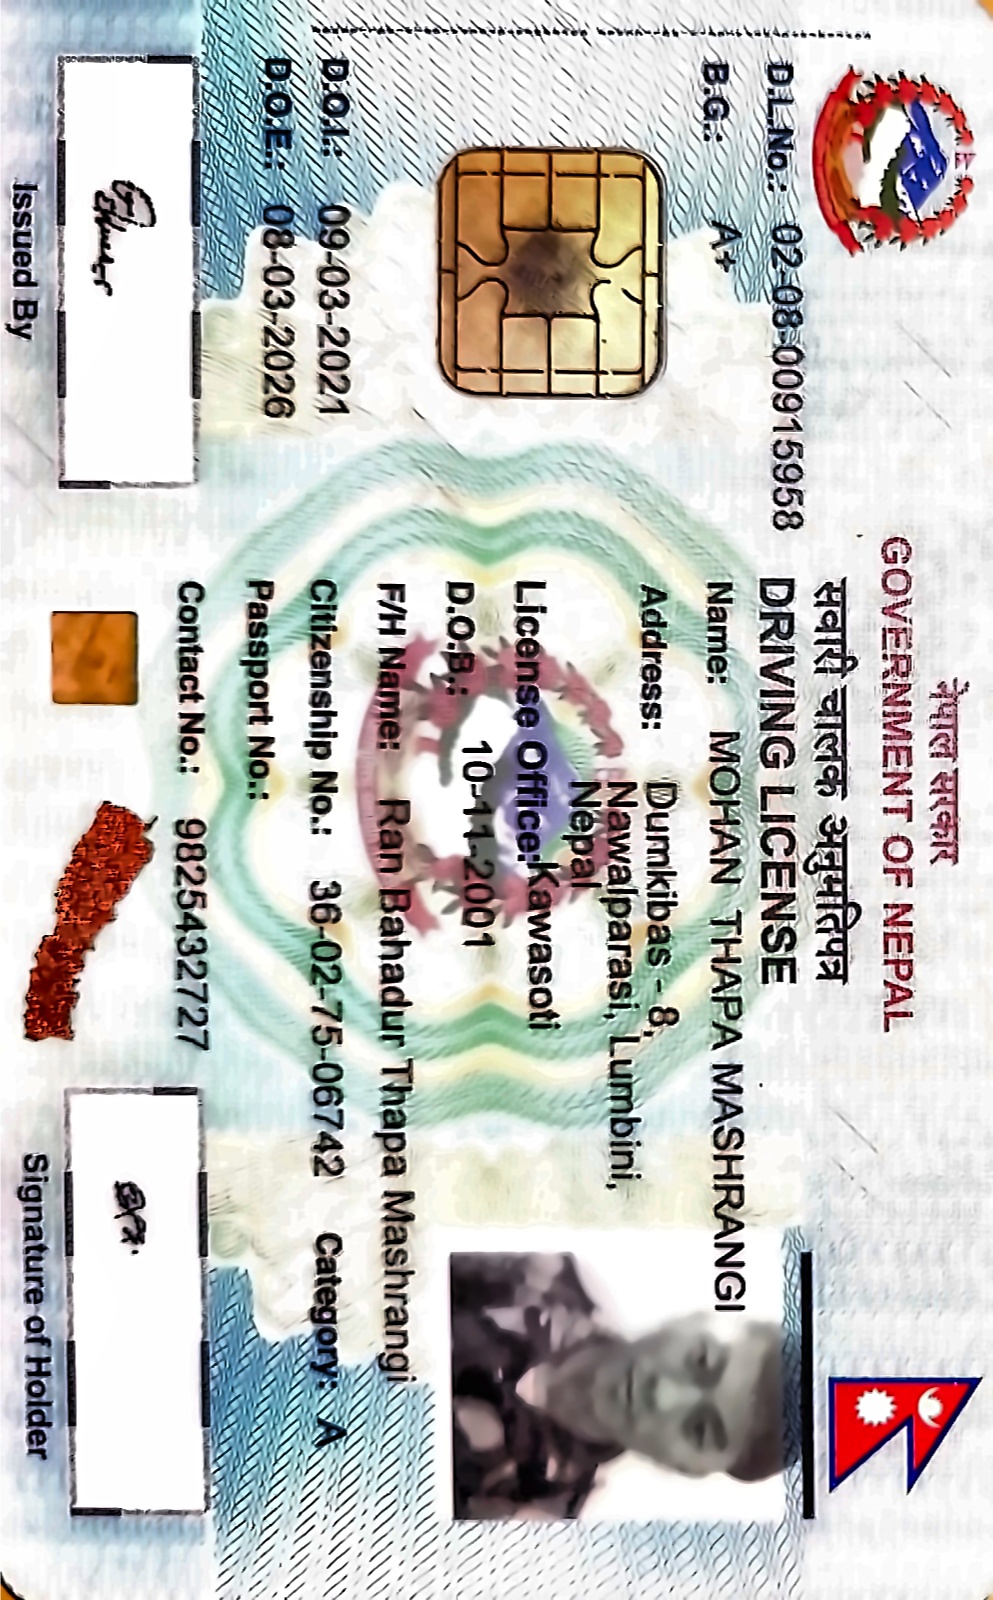 नेपाल सरकार
GOVERNMENT OF NEPAL
सवारी चालक अनुमतिपत्र
DRIVING LICENSE
D.L.No.: 02-08-00915958
B.G.: A+
Name: MOHAN THAPA MASHRANGI
Address: Dumkibas - 8,
Nawalparasi, Lumbini,
Nepal
License Office: Kawasoti
D.O.B.: 10-11-2001
F/H Name: Ran Bahadur Thapa Mashrangi
D.O.I.: 09-03-2021
Citizenship No.: 36-02-75-06742 Category: A
D.O.E.: 08-03-2026
Passport No.:
Contact No.: 9825432727
Issued By
Signature of Holder